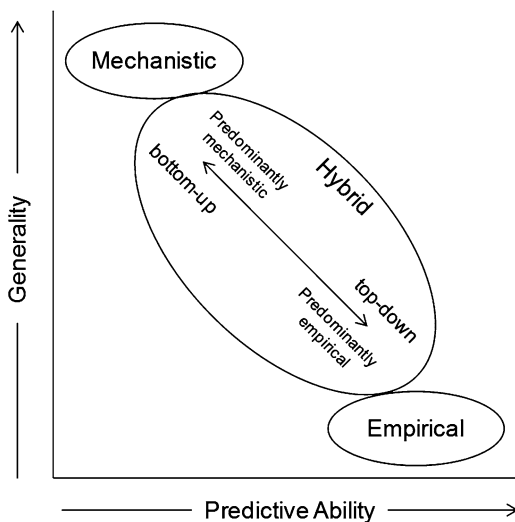 Mechanistic
Predominantly
mechanistic
bottom-up
Hybrid
Generality
top-down
Predominantly
empirical
Empirical
Predictive Ability